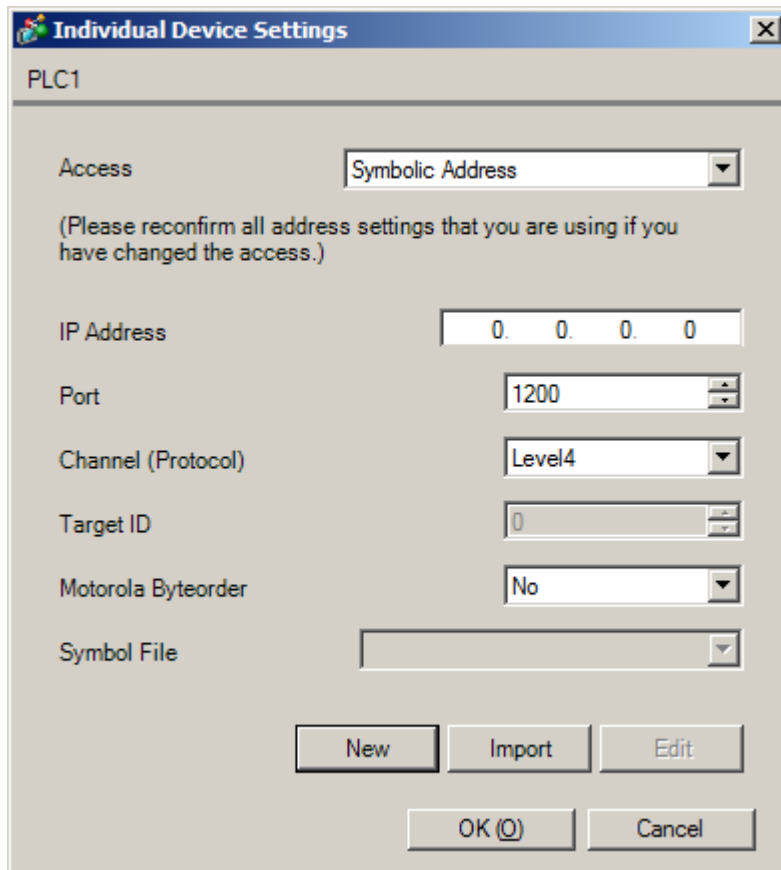 Individual Device Settings
PLC1
Access Symbolic Address
(Please reconfirm all address settings that you are using if you
have changed the access.)
IP Address 0. 0. 0. 0
Port 1200
Channel (Protocol) Level4
Target ID 0
Motorola Byteorder No
Symbol File
New Import Edit
OK (O) Cancel